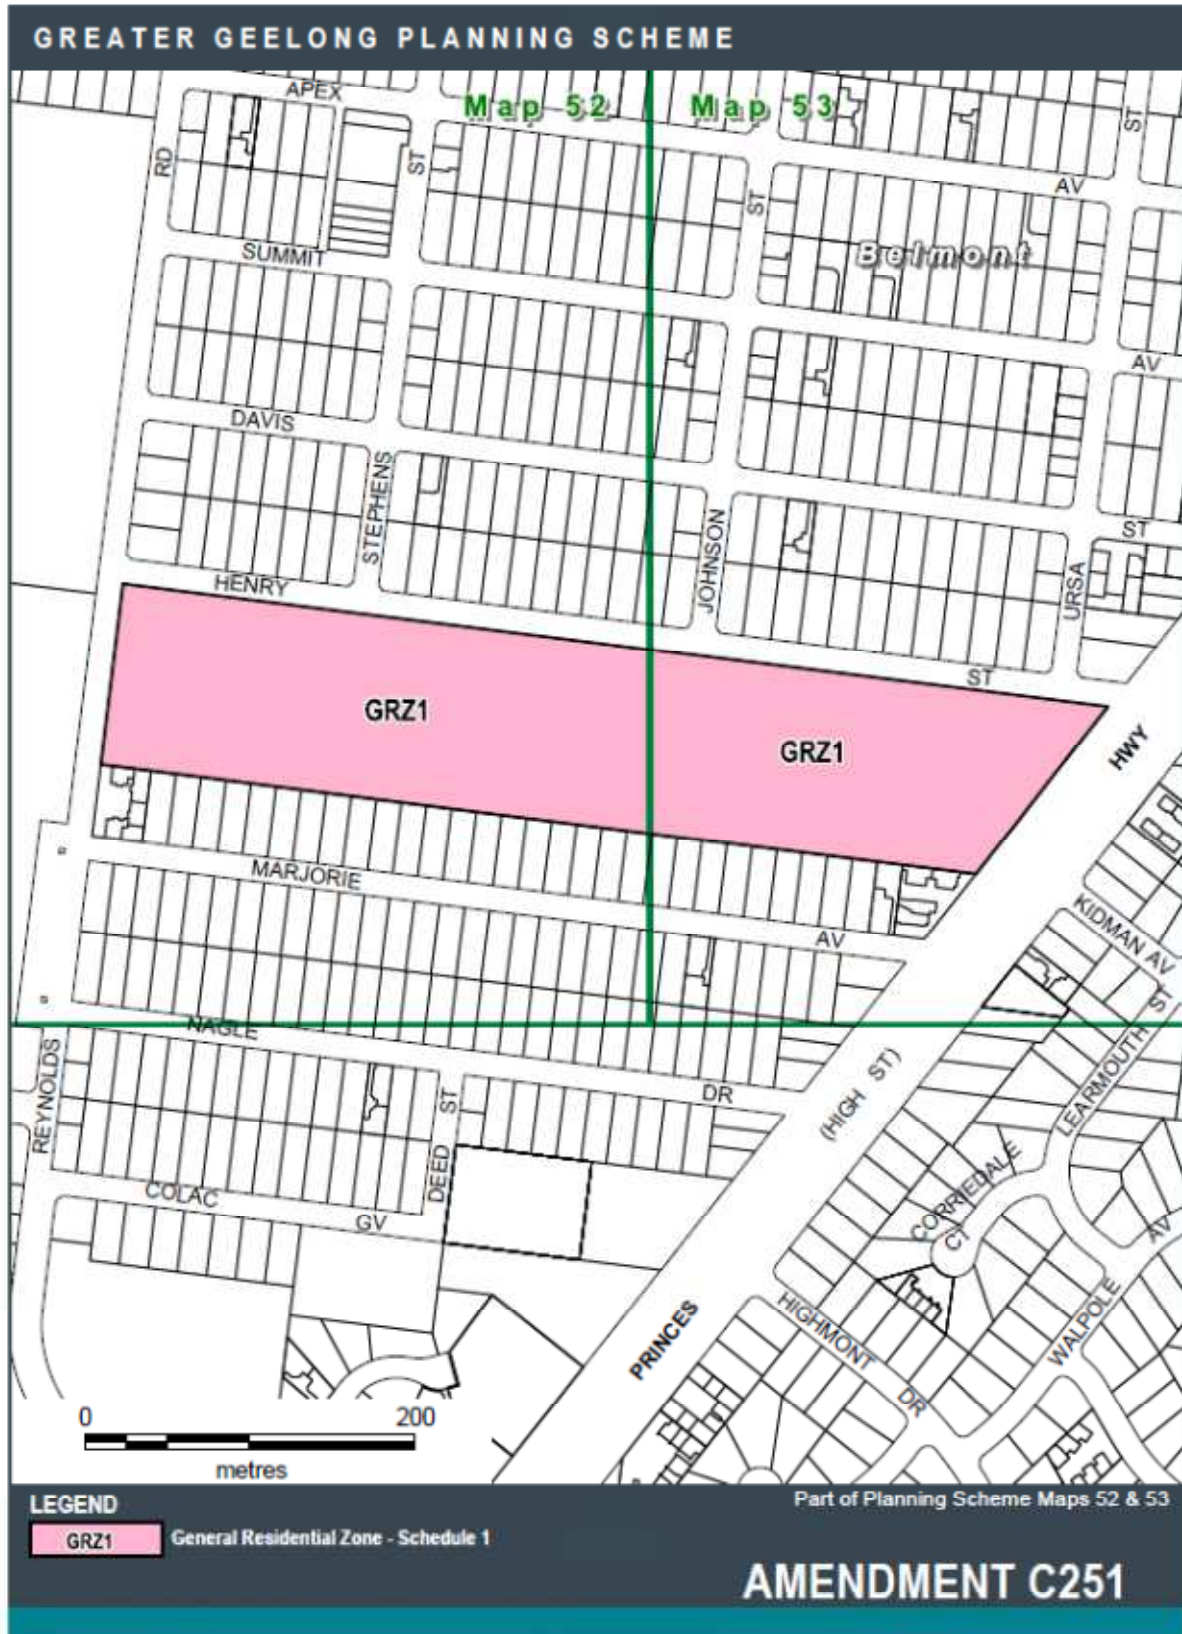 GREATER GEELONG PLANNING SCHEME
APEX
Map 52
Map 53
ST
RD
ST
AV
ST
SUMMIT
Belmont
AV
DAVIS
STEPHENS
ST
JOHNSON
URSA
HENRY
ST
GRZ1
GRZ1
HWY
MARJORIE
AV
KIDMAN AV
ST
NAGLE
LEARMOUTH
REYNOLDS
DR
(HIGH ST)
ST
DEED
CORRIEDALE
CT
COLAC
GV
AV
WALPOLE
HIGHMONT
PRINCES
DR
0 200
metres
LEGEND
Part of Planning Scheme Maps 52 & 53
GRZ1 General Residential Zone - Schedule 1
AMENDMENT C251